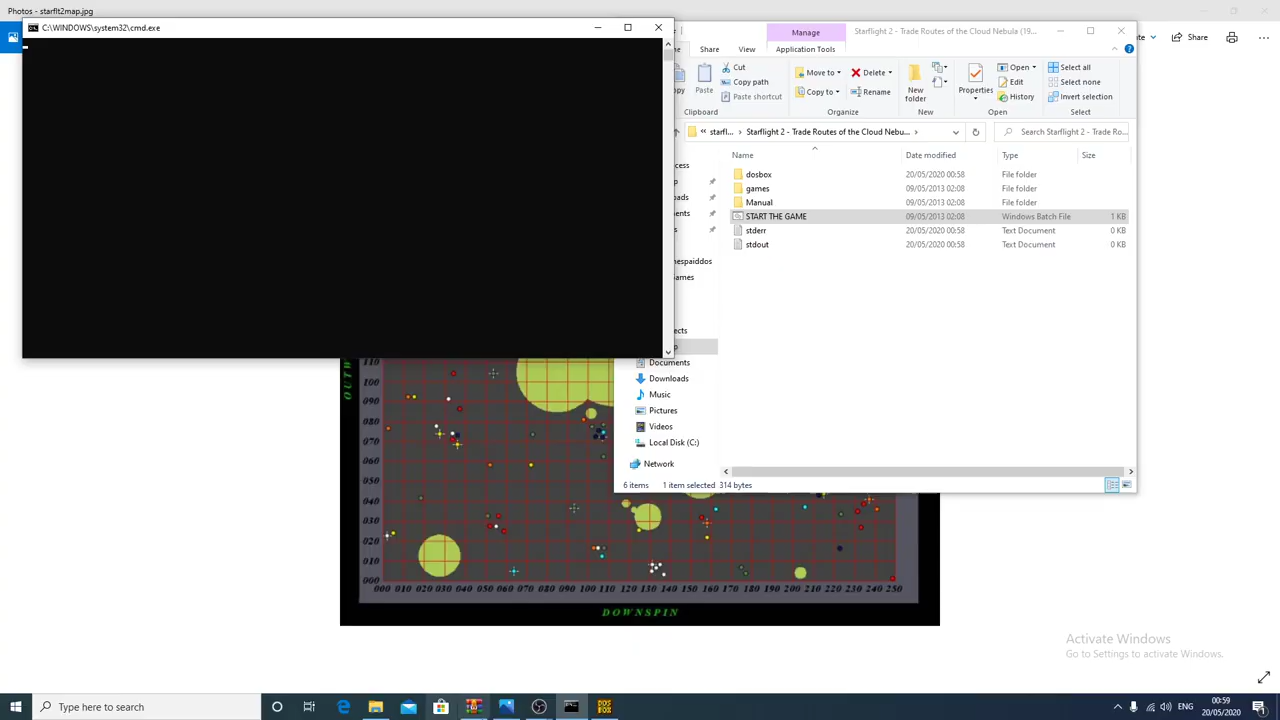 Photos - starflt2map.jpg
C:\WINDOWS\system32\cmd.exe
Manage
Starflight 2 - Trade Routes of the Cloud Nebula (19...
Share
View
Application Tools
Share
Paste
Cut
Copy path
Paste shortcut
Move to
Copy to
Delete
Rename
New folder
Properties
Open
Edit
History
Select all
Select none
Invert selection
Clipboard
Organize
New
Open
Select
« starfl... › Starflight 2 - Trade Routes of the Cloud Nebu... ›
Search Starflight 2 - Trade Ro...
Name Date modified Type Size
dosbox 20/05/2020 00:58 File folder
games 09/05/2013 02:08 File folder
Manual 09/05/2013 02:08 File folder
START THE GAME 09/05/2013 02:08 Windows Batch File 1 KB
stderr 20/05/2020 00:58 Text Document 0 KB
stdout 20/05/2020 00:58 Text Document 0 KB
Documents
Downloads
Music
Pictures
Videos
Local Disk (C:)
Network
6 items 1 item selected 314 bytes
110
100
090
080
070
060
050
040
030
020
010
000
000 010 020 030 040 050 060 070 080 090 100 110 120 130 140 150 160 170 180 190 200 210 220 230 240 250
DOWNSPIN
Activate Windows
Go to Settings to activate Windows.
Type here to search
DOS BOX
ENG
00:59
20/05/2020